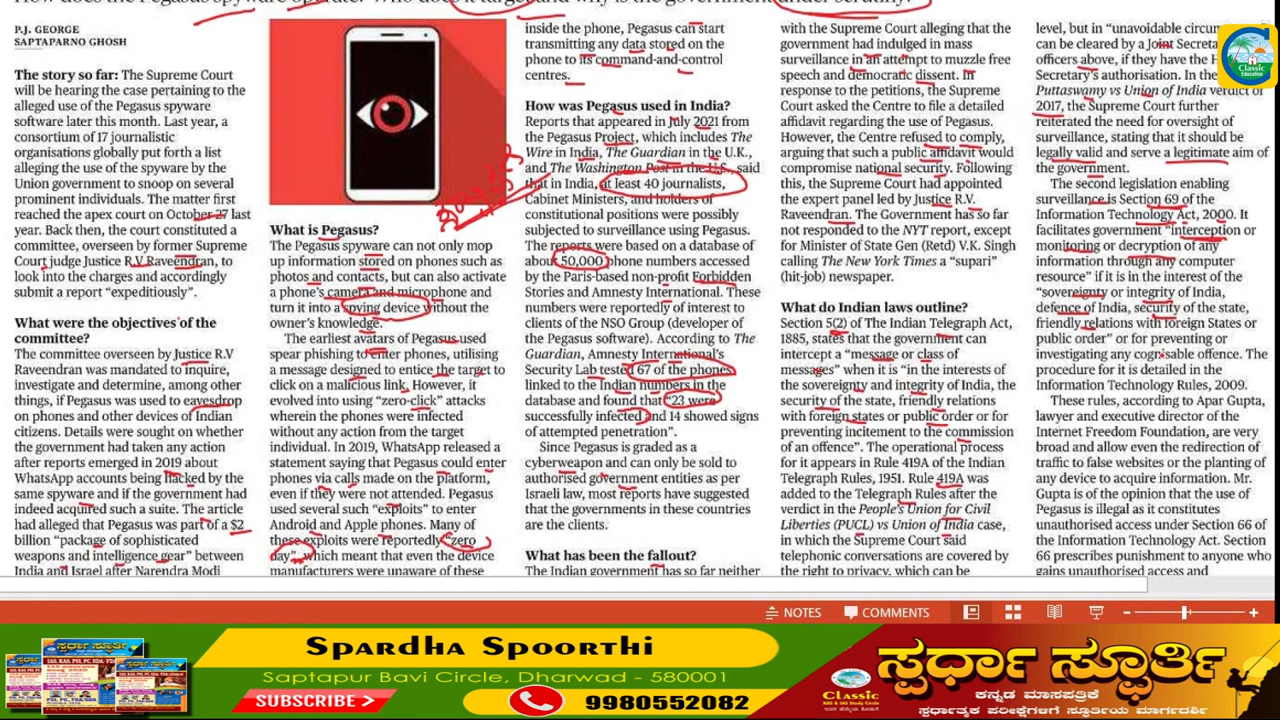 How does the Pegasus spyware operate? Who does it target and why is the government under scrutiny?
P.J. GEORGE
SAPTAPARNO GHOSH
The story so far: The Supreme Court
will be hearing the case pertaining to the
alleged use of the Pegasus spyware
software later this month. Last year, a
consortium of 17 journalistic
organisations globally put forth a list
alleging the use of the spyware by the
Union government to snoop on several
prominent individuals. The matter first
reached the apex court on October 27 last
year. Back then, the court constituted a
committee, overseen by former Supreme
Court judge Justice R.V Raveendran, to
look into the charges and accordingly
submit a report “expeditiously”.
What were the objectives of the
committee?
The committee overseen by Justice R.V
Raveendran was mandated to inquire,
investigate and determine, among other
things, if Pegasus was used to eavesdrop
on phones and other devices of Indian
citizens. Details were sought on whether
the government had taken any action
after reports emerged in 2019 about
WhatsApp accounts being hacked by the
same spyware and if the government had
indeed acquired such a suite. The article
had alleged that Pegasus was part of a $2
billion “package of sophisticated
weapons and intelligence gear” between
India and Israel after Narendra Modi
What is Pegasus?
The Pegasus spyware can not only mop
up information stored on phones such as
photos and contacts, but can also activate
a phone’s camera and microphone and
turn it into a spying device without the
owner’s knowledge.
The earliest avatars of Pegasus used
spear phishing to enter phones, utilising
a message designed to entice the target to
click on a malicious link. However, it
evolved into using “zero-click” attacks
wherein the phones were infected
without any action from the target
individual. In 2019, WhatsApp released a
statement saying that Pegasus could enter
phones via calls made on the platform,
even if they were not attended. Pegasus
used several such “exploits” to enter
Android and Apple phones. Many of
these exploits were reportedly “zero
day”, which meant that even the device
manufacturers were unaware of these
inside the phone, Pegasus can start
transmitting any data stored on the
phone to its command-and-control
centres.
How was Pegasus used in India?
Reports that appeared in July 2021 from
the Pegasus Project, which includes The
Wire in India, The Guardian in the U.K.,
and The Washington Post in the U.S., said
that in India, at least 40 journalists,
Cabinet Ministers, and holders of
constitutional positions were possibly
subjected to surveillance using Pegasus.
The reports were based on a database of
about 50,000 phone numbers accessed
by the Paris-based non-profit Forbidden
Stories and Amnesty International. These
numbers were reportedly of interest to
clients of the NSO Group (developer of
the Pegasus software). According to The
Guardian, Amnesty International’s
Security Lab tested 67 of the phones
linked to the Indian numbers in the
database and found that “23 were
successfully infected and 14 showed signs
of attempted penetration”.
Since Pegasus is graded as a
cyberweapon and can only be sold to
authorised government entities as per
Israeli law, most reports have suggested
that the governments in these countries
are the clients.
What has been the fallout?
The Indian government has so far neither
with the Supreme Court alleging that the
government had indulged in mass
surveillance in an attempt to muzzle free
speech and democratic dissent. In
response to the petitions, the Supreme
Court asked the Centre to file a detailed
affidavit regarding the use of Pegasus.
However, the Centre refused to comply,
arguing that such a public affidavit would
compromise national security. Following
this, the Supreme Court had appointed
the expert panel led by Justice R.V.
Raveendran. The Government has so far
not responded to the NYT report, except
for Minister of State Gen (Retd) V.K. Singh
calling The New York Times a “supari”
(hit-job) newspaper.
What do Indian laws outline?
Section 5(2) of The Indian Telegraph Act,
1885, states that the government can
intercept a “message or class of
messages” when it is “in the interests of
the sovereignty and integrity of India, the
security of the state, friendly relations
with foreign states or public order or for
preventing incitement to the commission
of an offence”. The operational process
for it appears in Rule 419A of the Indian
Telegraph Rules, 1951. Rule 419A was
added to the Telegraph Rules after the
verdict in the People’s Union for Civil
Liberties (PUCL) vs Union of India case,
in which the Supreme Court said
telephonic conversations are covered by
the right to privacy, which can be
level, but in “unavoidable
can be cleared by a Joint
officers above, if they have the
Secretary’s authorisation. In the
Puttaswamy vs Union of India verdict of
2017, the Supreme Court further
reiterated the need for oversight of
surveillance, stating that it should be
legally valid and serve a legitimate aim of
the government.
The second legislation enabling
surveillance is Section 69 of the
Information Technology Act, 2000. It
facilitates government “interception or
monitoring or decryption of any
information through any computer
resource” if it is in the interest of the
“sovereignty or integrity of India,
defence of India, security of the state,
friendly relations with foreign States or
public order” or for preventing or
investigating any cognisable offence. The
procedure for it is detailed in the
Information Technology Rules, 2009.
These rules, according to Apar Gupta,
lawyer and executive director of the
Internet Freedom Foundation, are very
broad and allow even the redirection of
traffic to false websites or the planting of
any device to acquire information. Mr.
Gupta is of the opinion that the use of
Pegasus is illegal as it constitutes
unauthorised access under Section 66 of
the Information Technology Act. Section
66 prescribes punishment to anyone who
gains unauthorised access and
Classic
Education
NOTES
COMMENTS
Spardha Spoorthi
Saptapur Bavi Circle, Dharwad - 580001
SUBSCRIBE
9980552082
Classic
ಸ್ಪರ್ಧಾ ಸ್ಫೂರ್ತಿ
ಕನ್ನಡ ಮಾಸಪತ್ರಿಕೆ
ಸ್ಪರ್ಧಾತ್ಮಕ ಪರೀಕ್ಷೆಗಳಿಗೆ ಸ್ಫೂರ್ತಿಯ ಮಾರ್ಗದರ್ಶಿ